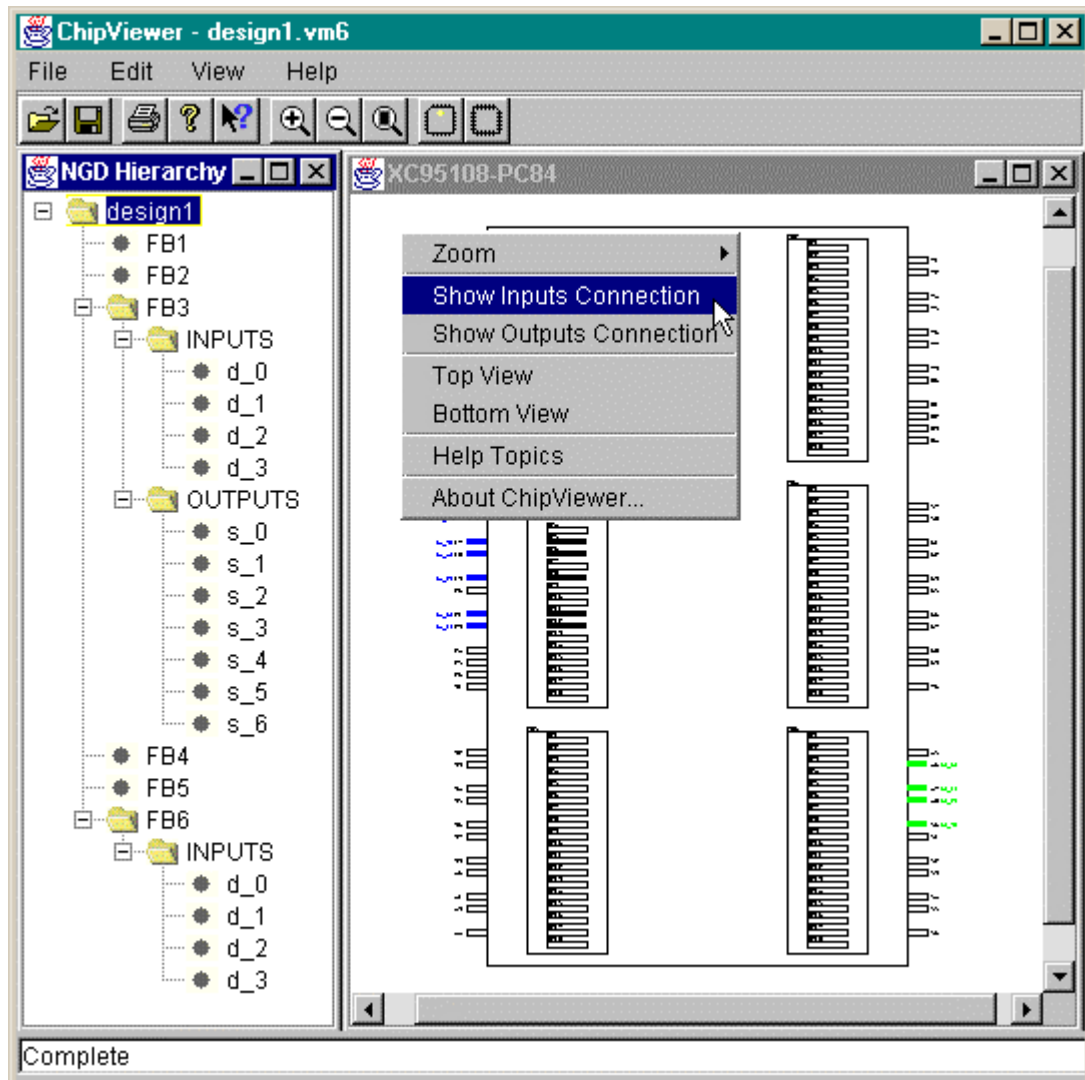 ChipViewer - design1.vm6
File Edit View Help
NGD Hierarchy
design1
FB1
FB2
FB3
INPUTS
d_0
d_1
d_2
d_3
OUTPUTS
s_0
s_1
s_2
s_3
s_4
s_5
s_6
FB4
FB5
FB6
INPUTS
d_0
d_1
d_2
d_3
XC95108-PC84
Zoom
Show Inputs Connection
Show Outputs Connection
Top View
Bottom View
Help Topics
About ChipViewer...
Complete